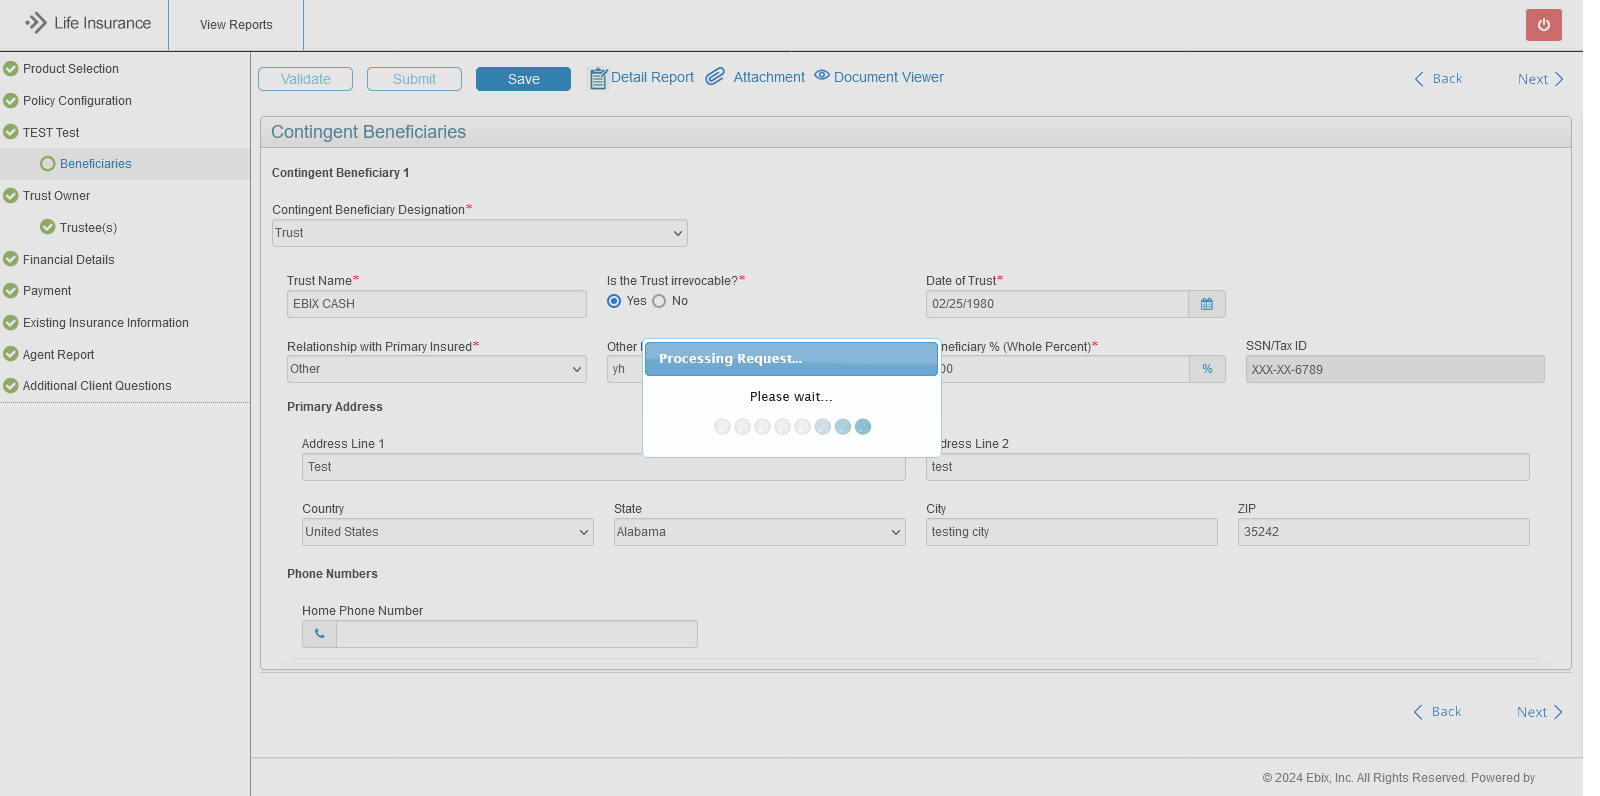 Life Insurance
View Reports
Product Selection
Policy Configuration
TEST Test
Beneficiaries
Trust Owner
Trustee(s)
Financial Details
Payment
Existing Insurance Information
Agent Report
Additional Client Questions
Validate Submit Save Detail Report Attachment Document Viewer Back Next
Contingent Beneficiaries
Contingent Beneficiary 1
Contingent Beneficiary Designation*
Trust
Trust Name* Is the Trust irrevocable?* Date of Trust*
EBIX CASH Yes No 02/25/1980
Relationship with Primary Insured* Other neficiary % (Whole Percent)* SSN/Tax ID
Other yh 00 % XXX-XX-6789
Processing Request...
Please wait...
Primary Address
Address Line 1 dress Line 2
Test test
Country State City ZIP
United States Alabama testing city 35242
Phone Numbers
Home Phone Number
Back Next
© 2024 Ebix, Inc. All Rights Reserved. Powered by